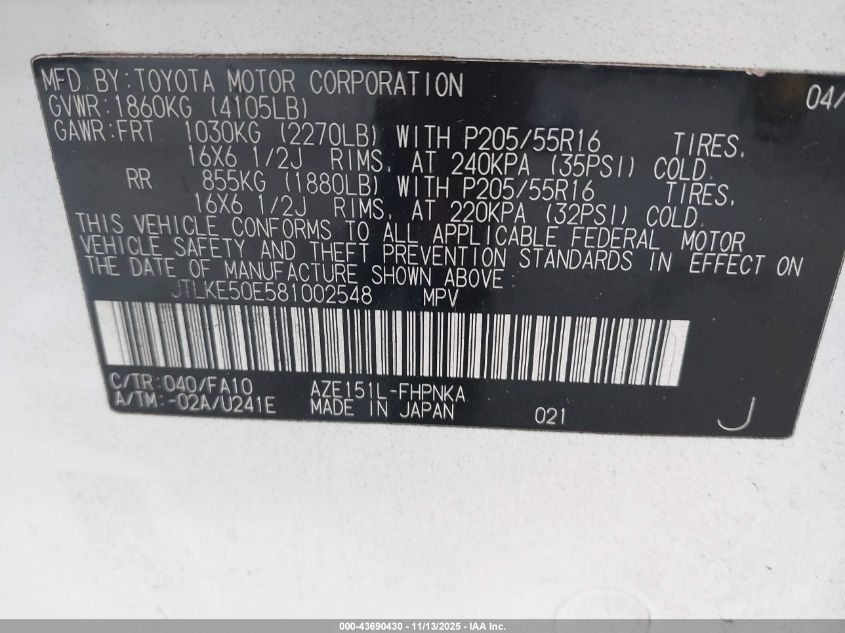 MFD. BY: TOYOTA MOTOR CORPORATION 04/
GVWR: 1860KG (4105LB)
GAWR: FRT 1030KG (2270LB) WITH P205/55R16 TIRES,
16X6 1/2J RIMS, AT 240KPA (35PSI) COLD.
RR 855KG (1880LB) WITH P205/55R16 TIRES,
16X6 1/2J RIMS, AT 220KPA (32PSI) COLD.
THIS VEHICLE CONFORMS TO ALL APPLICABLE FEDERAL MOTOR
VEHICLE SAFETY AND THEFT PREVENTION STANDARDS IN EFFECT ON
THE DATE OF MANUFACTURE SHOWN ABOVE.
JTLKE50E581002548 MPV
C/TR: 040/FA10 AZE151L-FHPNKA
A/TM: -02A/U241E MADE IN JAPAN 021 J
000-43690430 - 11/13/2025 - IAA Inc.